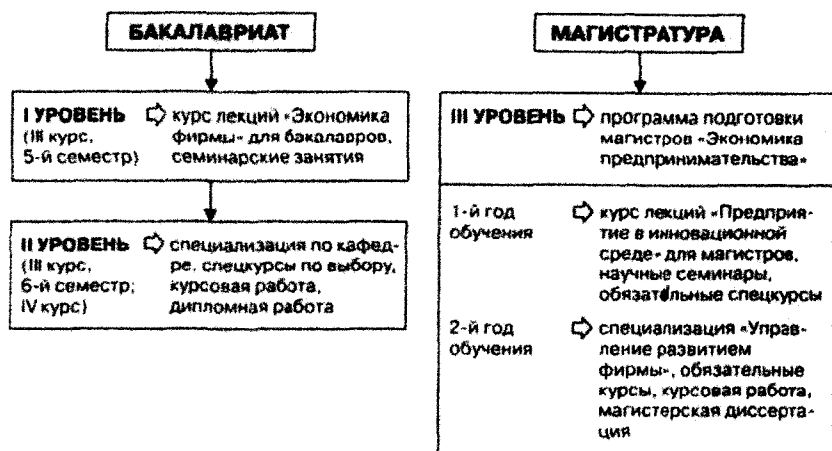 БАКАЛАВРИАТ
I УРОВЕНЬ ⇨ курс лекций «Экономика
(III курс, фирмы» для бакалавров,
5-й семестр) семинарские занятия
II УРОВЕНЬ ⇨ специализация по кафед-
(III курс, ре, спецкурсы по выбору,
6-й семестр; курсовая работа,
IV курс) дипломная работа
МАГИСТРАТУРА
III УРОВЕНЬ ⇨ программа подготовки
магистров «Экономика
предпринимательства»
1-й год ⇨ курс лекций «Предприя-
обучения тие в инновационной
среде» для магистров,
научные семинары,
обязательные спецкурсы
2-й год ⇨ специализация «Управ-
обучения ление развитием
фирмы», обязательные
курсы, курсовая работа,
магистерская диссерта-
ция